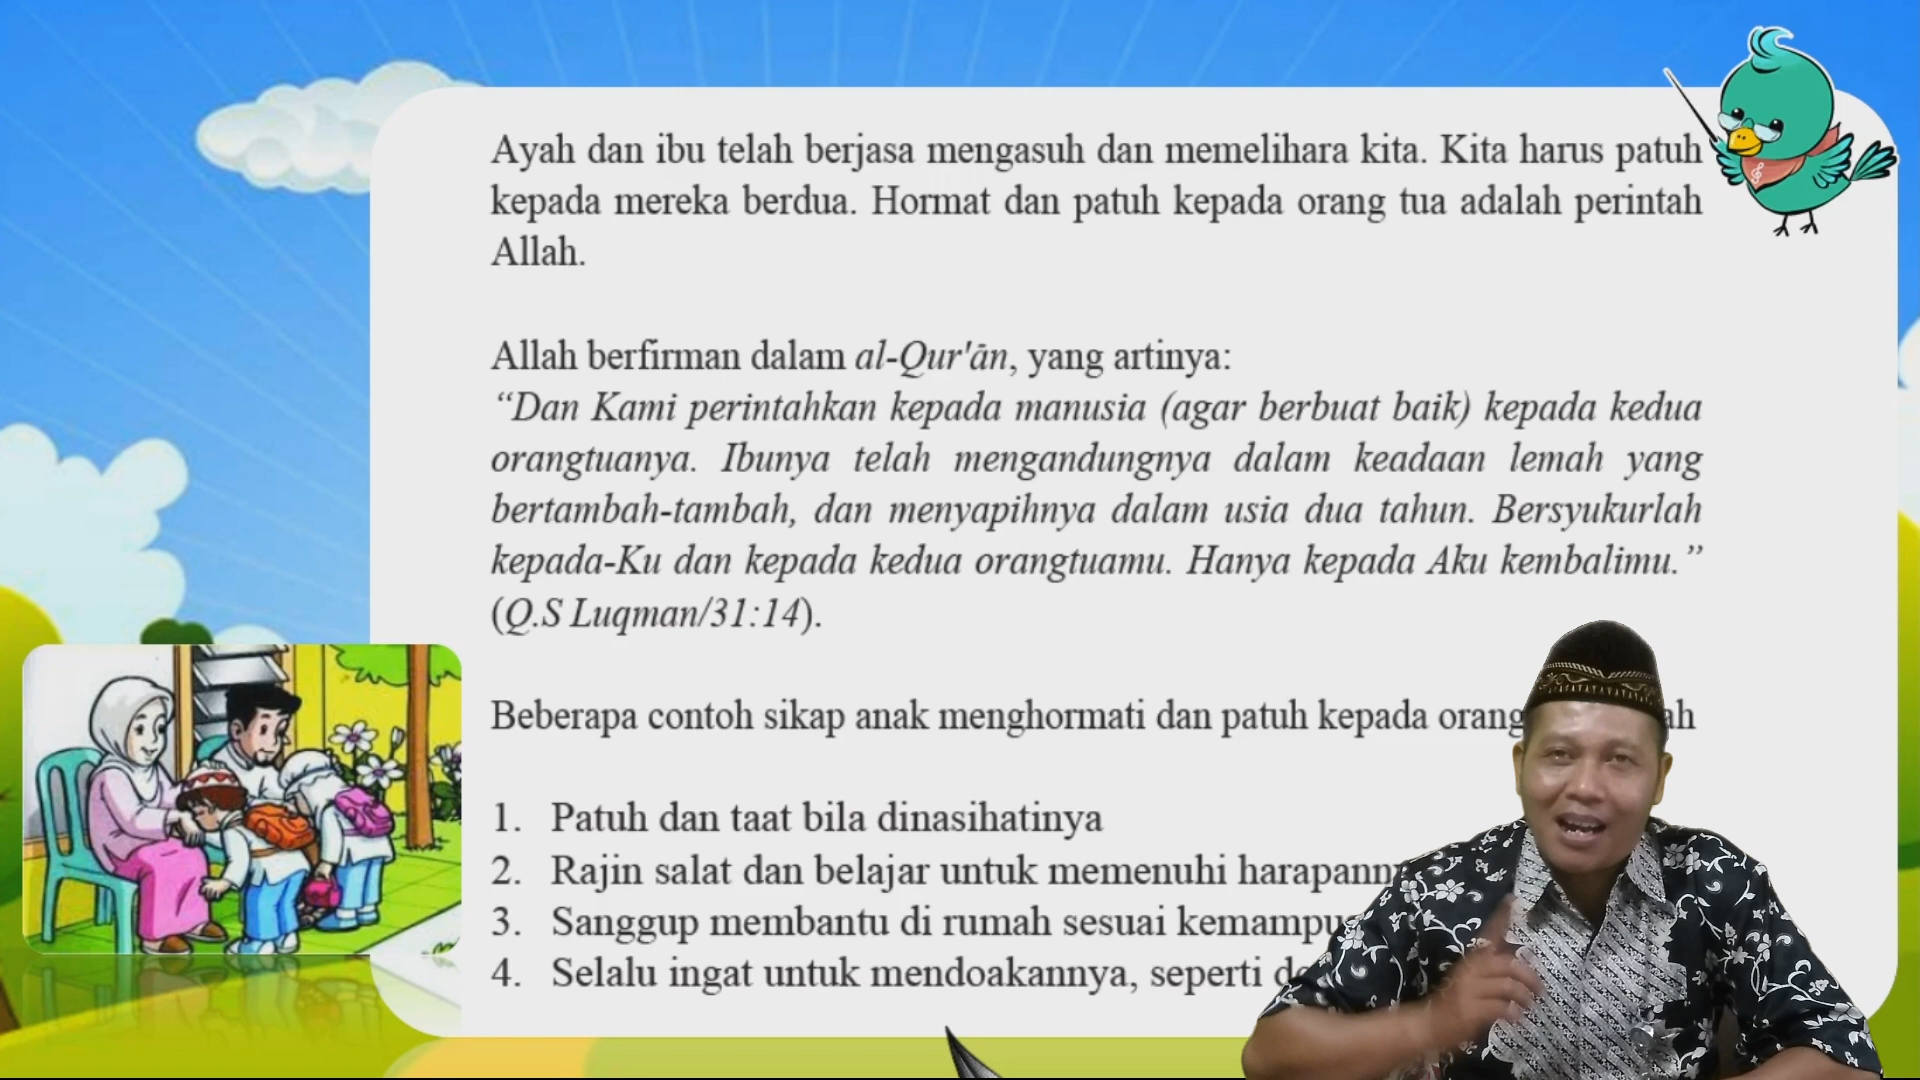 Ayah dan ibu telah berjasa mengasuh dan memelihara kita. Kita harus patuh
kepada mereka berdua. Hormat dan patuh kepada orang tua adalah perintah
Allah.
Allah berfirman dalam al-Qur'ān, yang artinya:
“Dan Kami perintahkan kepada manusia (agar berbuat baik) kepada kedua
orangtuanya. Ibunya telah mengandungnya dalam keadaan lemah yang
bertambah-tambah, dan menyapihnya dalam usia dua tahun. Bersyukurlah
kepada-Ku dan kepada kedua orangtuamu. Hanya kepada Aku kembalimu.”
(Q.S Luqman/31:14).
Beberapa contoh sikap anak menghormati dan patuh kepada orang
1. Patuh dan taat bila dinasihatinya
2. Rajin salat dan belajar untuk memenuhi
3. Sanggup membantu di rumah sesuai
4. Selalu ingat untuk mendoakannya, seperti